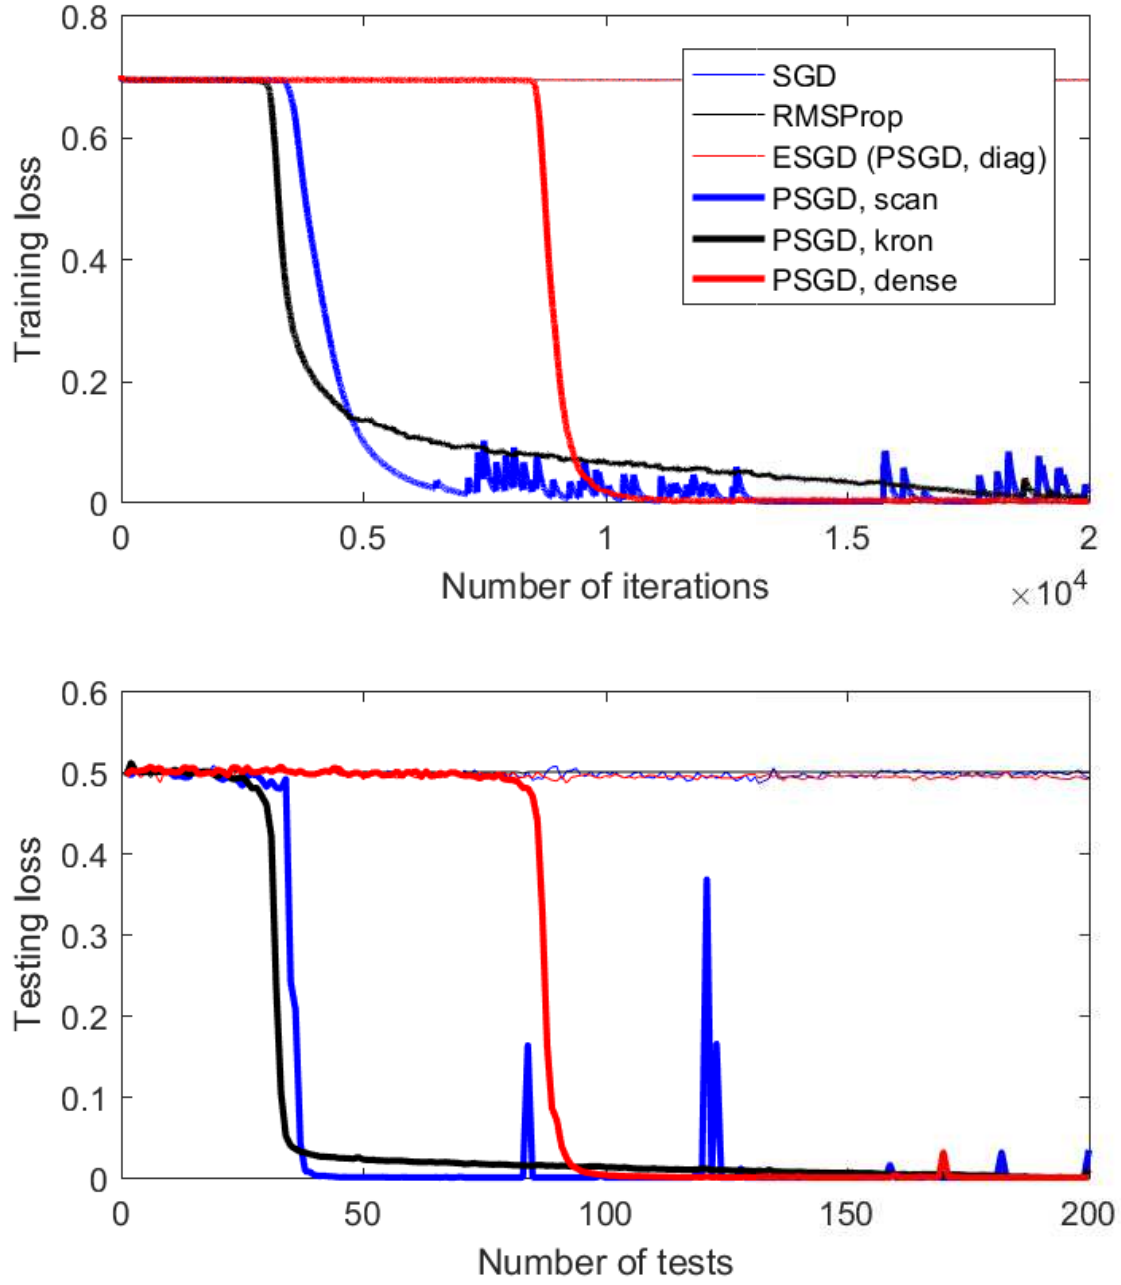 0.8
0.6
0.4
0.2
0
Training loss
SGD
RMSProp
ESGD (PSGD, diag)
PSGD, scan
PSGD, kron
PSGD, dense
0 0.5 1 1.5 2
Number of iterations
×10^4
0.6
0.5
0.4
0.3
0.2
0.1
0
Testing loss
0 50 100 150 200
Number of tests